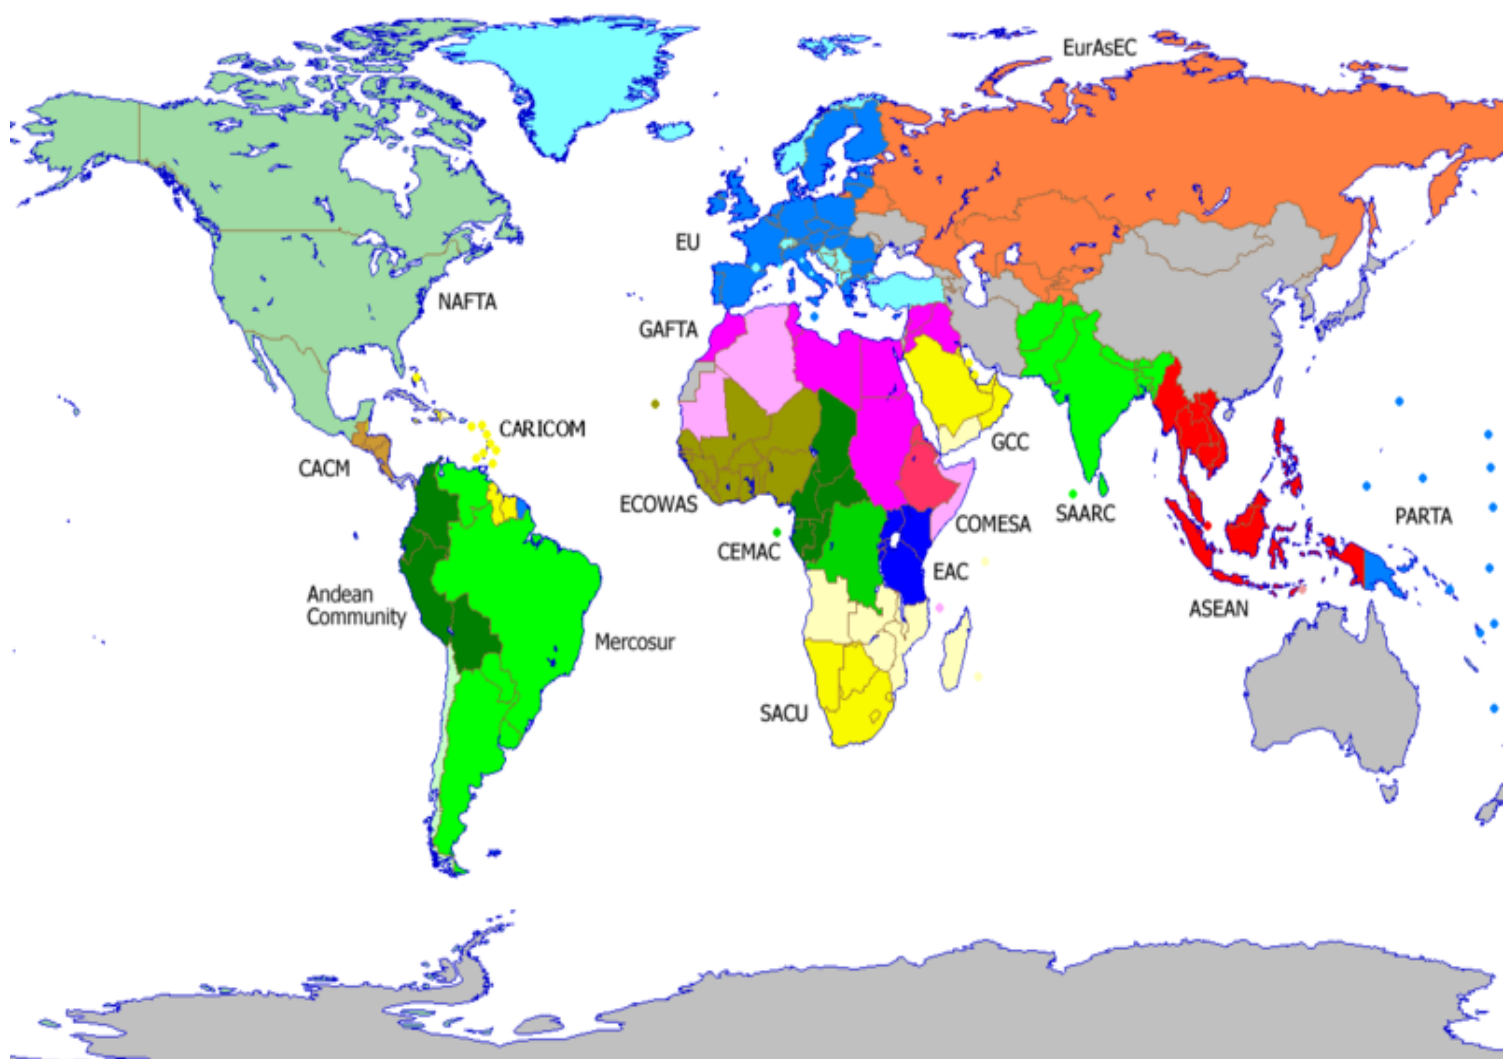 EurAsEC
EU
NAFTA
GAFTA
CARICOM
GCC
CACM
ECOWAS
SAARC
PARTA
COMESA
CEMAC
EAC
Andean
Community
ASEAN
Mercosur
SACU